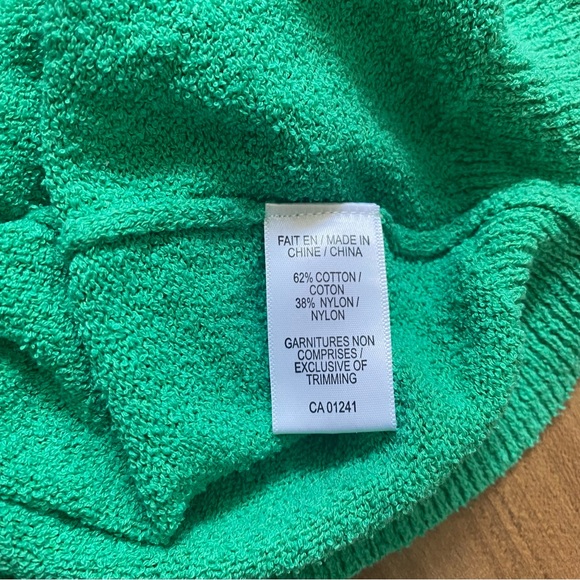 FAIT EN / MADE IN
CHINE / CHINA
62% COTTON /
COTON
38% NYLON /
NYLON
GARNITURES NON
COMPRISES /
EXCLUSIVE OF
TRIMMING
CA 01241